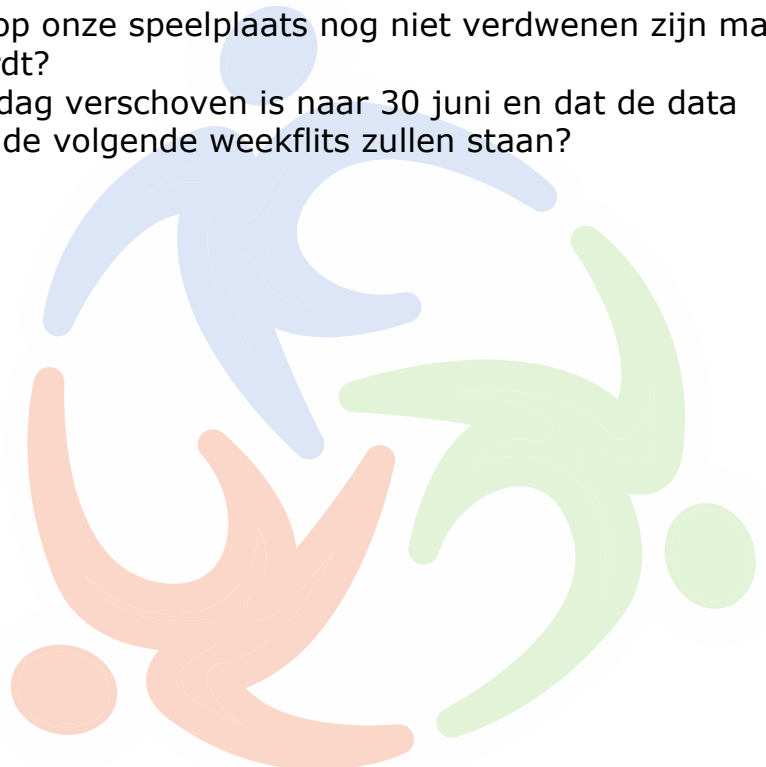 op onze speelplaats nog niet verdwenen zijn ma
dt?
dag verschoven is naar 30 juni en dat de data
de volgende weekflits zullen staan?